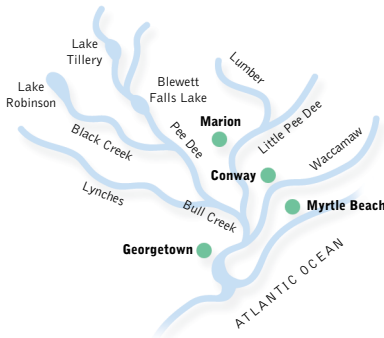 Lake
Tillery
Lake
Robinson
Blewett
Falls Lake
Lumber
Marion
Little Pee Dee
Pee Dee
Black Creek
Waccamaw
Conway
Lynches
Bull Creek
Myrtle Beach
Georgetown
ATLANTIC OCEAN